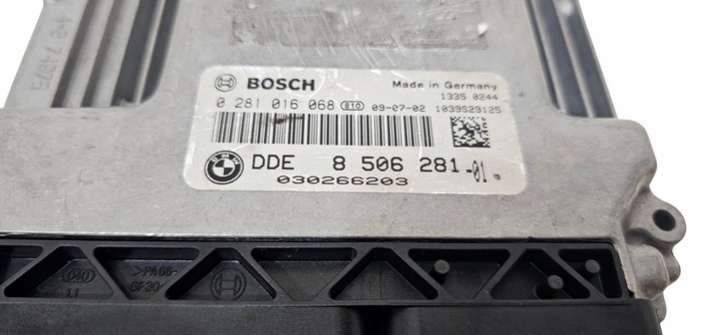 BOSCH
Made in Germany
1335 0244
0 281 016 068 09-07-02 1039S29125
DDE 8 506 281-01
030266203
>PA66-
GF30